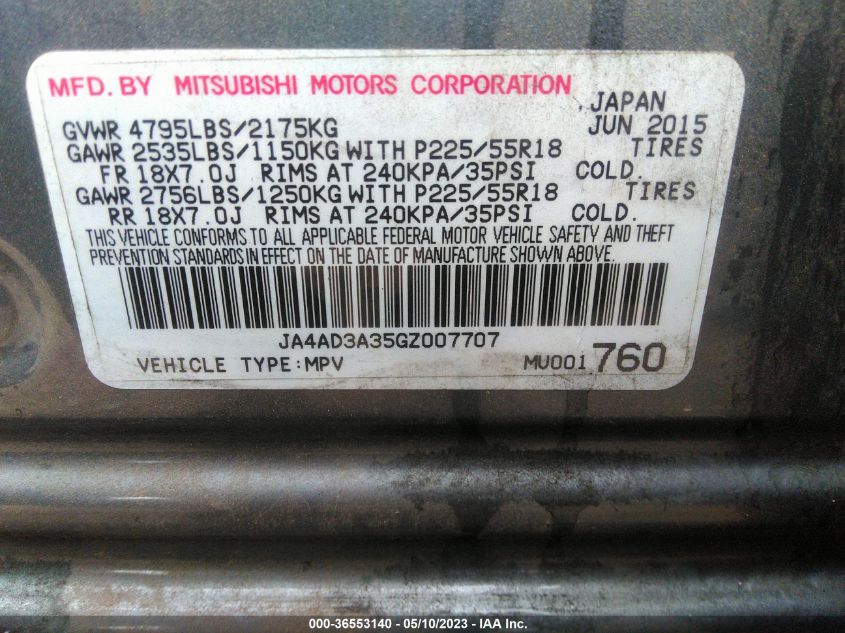 MFD. BY MITSUBISHI MOTORS CORPORATION
, JAPAN
GVWR 4795LBS/2175KG JUN 2015
GAWR 2535LBS/1150KG WITH P225/55R18 TIRES
FR 18X7.0J RIMS AT 240KPA/35PSI COLD.
GAWR 2756LBS/1250KG WITH P225/55R18 TIRES
RR 18X7.0J RIMS AT 240KPA/35PSI COLD.
THIS VEHICLE CONFORMS TO ALL APPLICABLE FEDERAL MOTOR VEHICLE SAFETY AND THEFT
PREVENTION STANDARDS IN EFFECT ON THE DATE OF MANUFACTURE SHOWN ABOVE.
JA4AD3A35GZ007707
VEHICLE TYPE:MPV MU001760
000-36553140 - 05/10/2023 - IAA Inc.